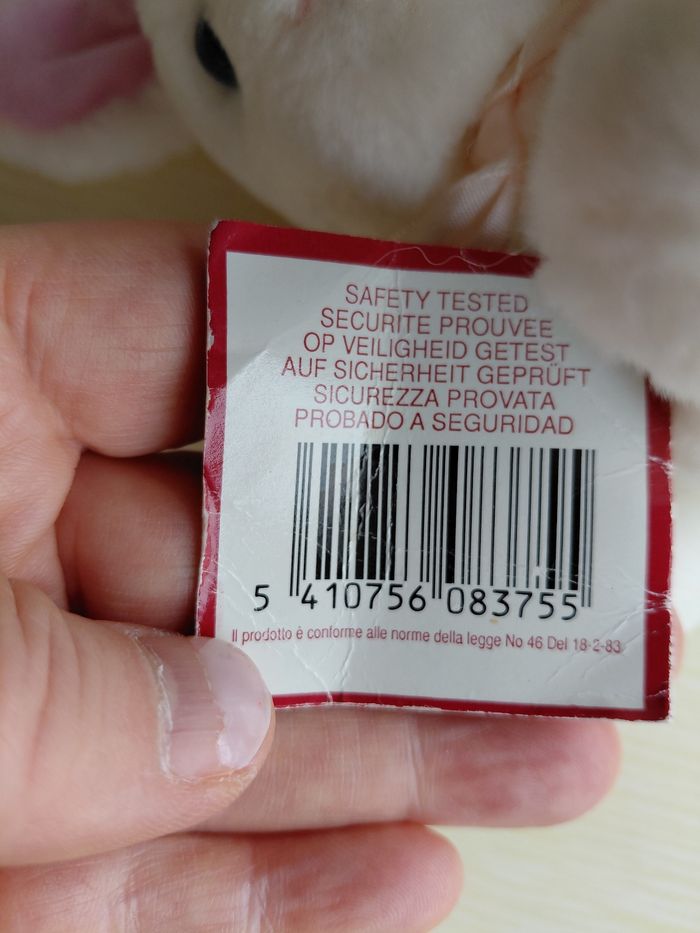 SAFETY TESTED
SECURITE PROUVEE
OP VEILIGHEID GETEST
AUF SICHERHEIT GEPRÜFT
SICUREZZA PROVATA
PROBADO A SEGURIDAD
5 410756 083755
Il prodotto è conforme alle norme della legge No 46 Del 18-2-83